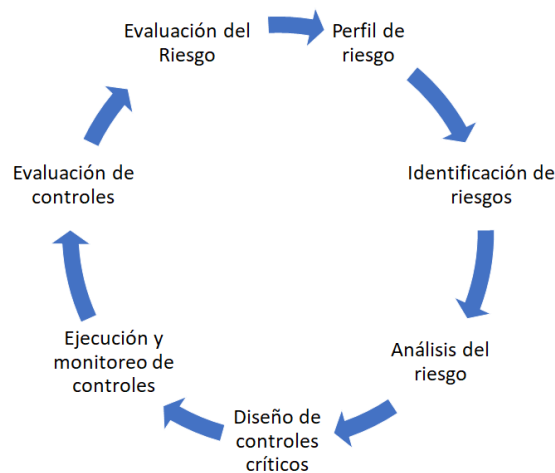 Evaluación del
Riesgo
Perfil de
riesgo
Identificación de
riesgos
Análisis del
riesgo
Diseño de
controles
críticos
Ejecución y
monitoreo de
controles
Evaluación de
controles